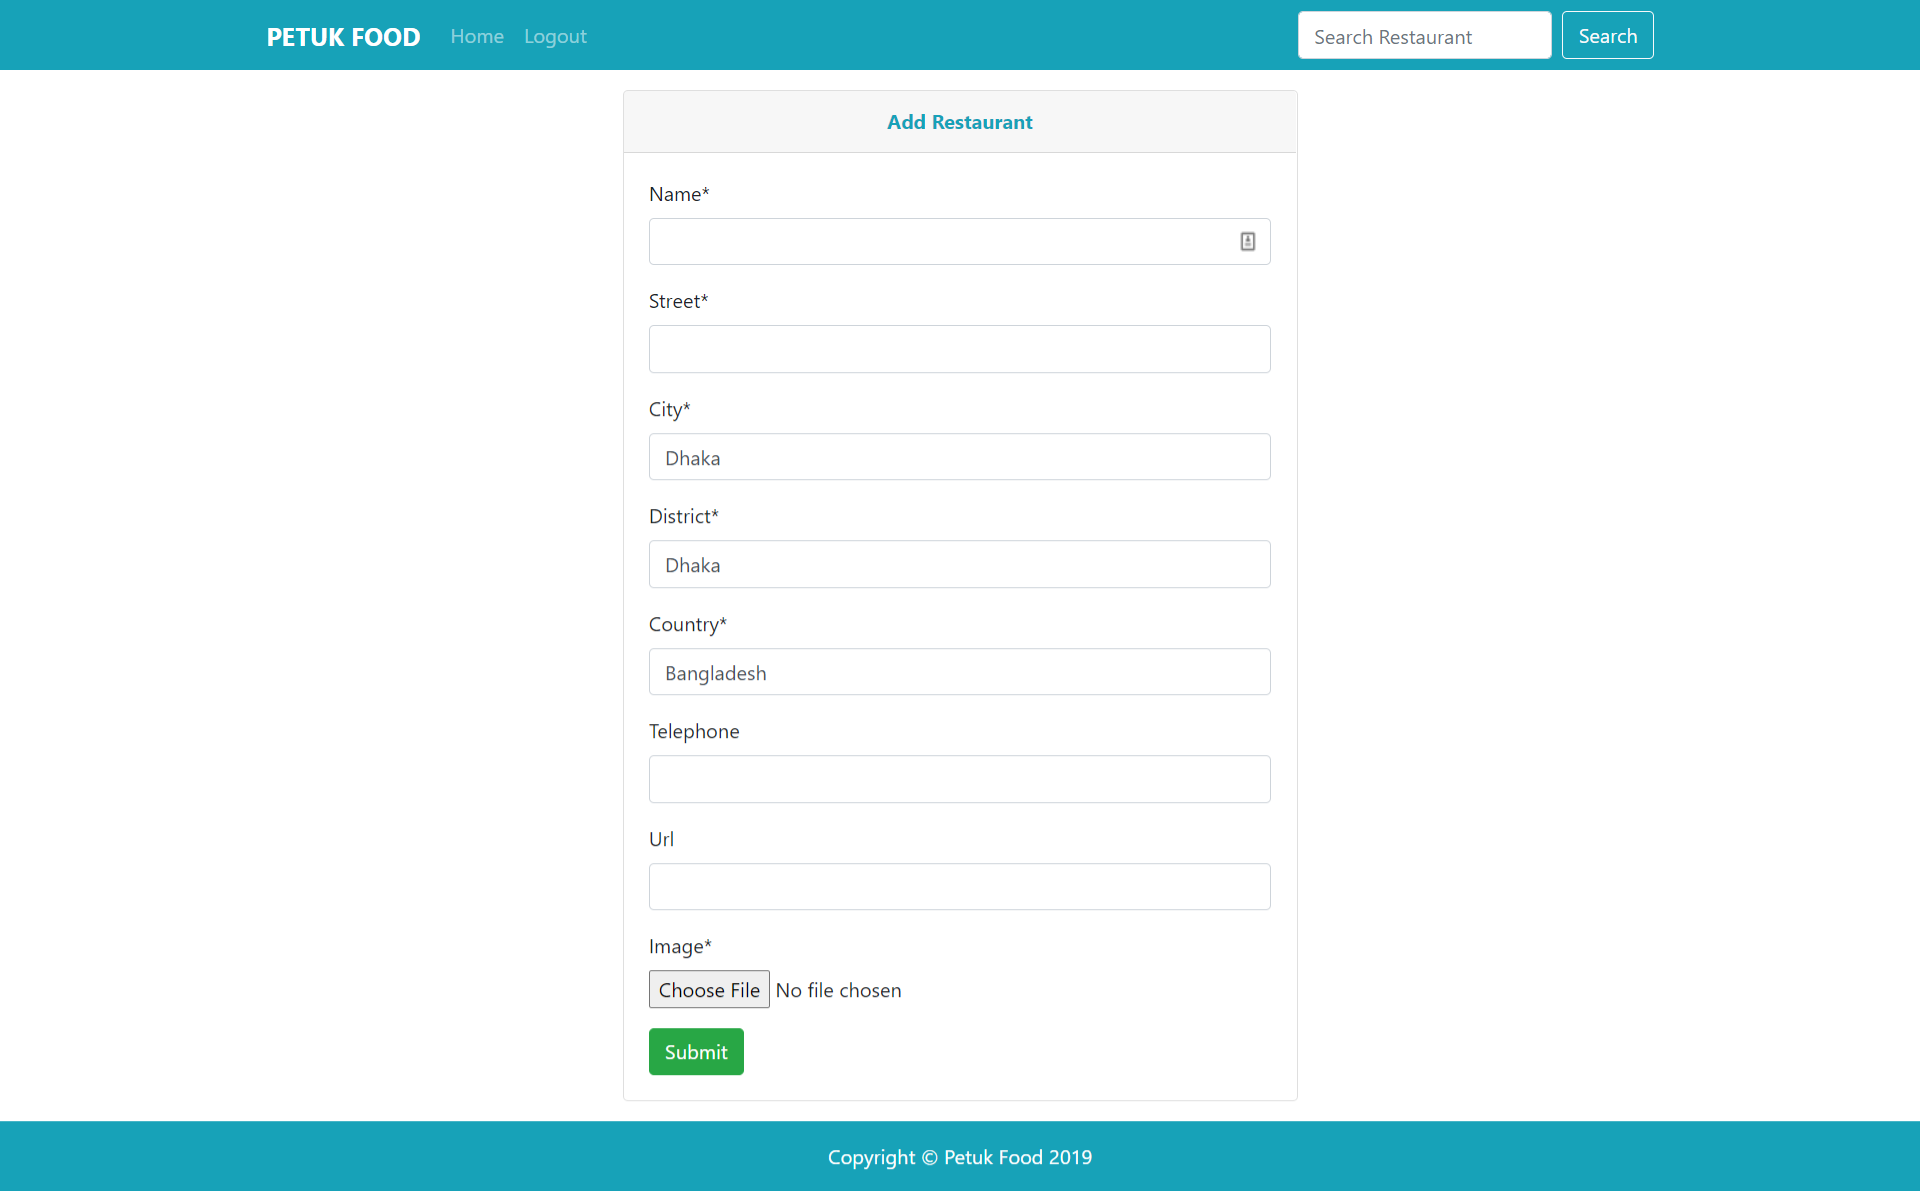 PETUK FOOD Home Logout Search Restaurant Search
Add Restaurant
Name*
Street*
City*
Dhaka
District*
Dhaka
Country*
Bangladesh
Telephone
Url
Image*
Choose File No file chosen
Submit
Copyright © Petuk Food 2019